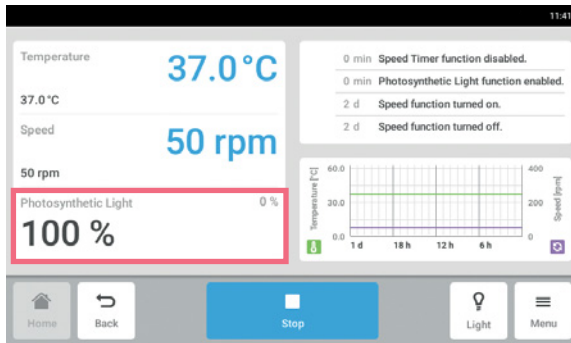 11:41
Temperature
37.0 °C
37.0 °C
Speed
50 rpm
50 rpm
Photosynthetic Light 0 %
100 %
0 min Speed Timer function disabled.
0 min Photosynthetic Light function enabled.
2 d Speed function turned on.
2 d Speed function turned off.
Temperature [°C]
60.0
30.0
0.0
1 d 18 h 12 h 6 h
400
200
0
Speed [rpm]
Home
Back
Stop
Light
Menu